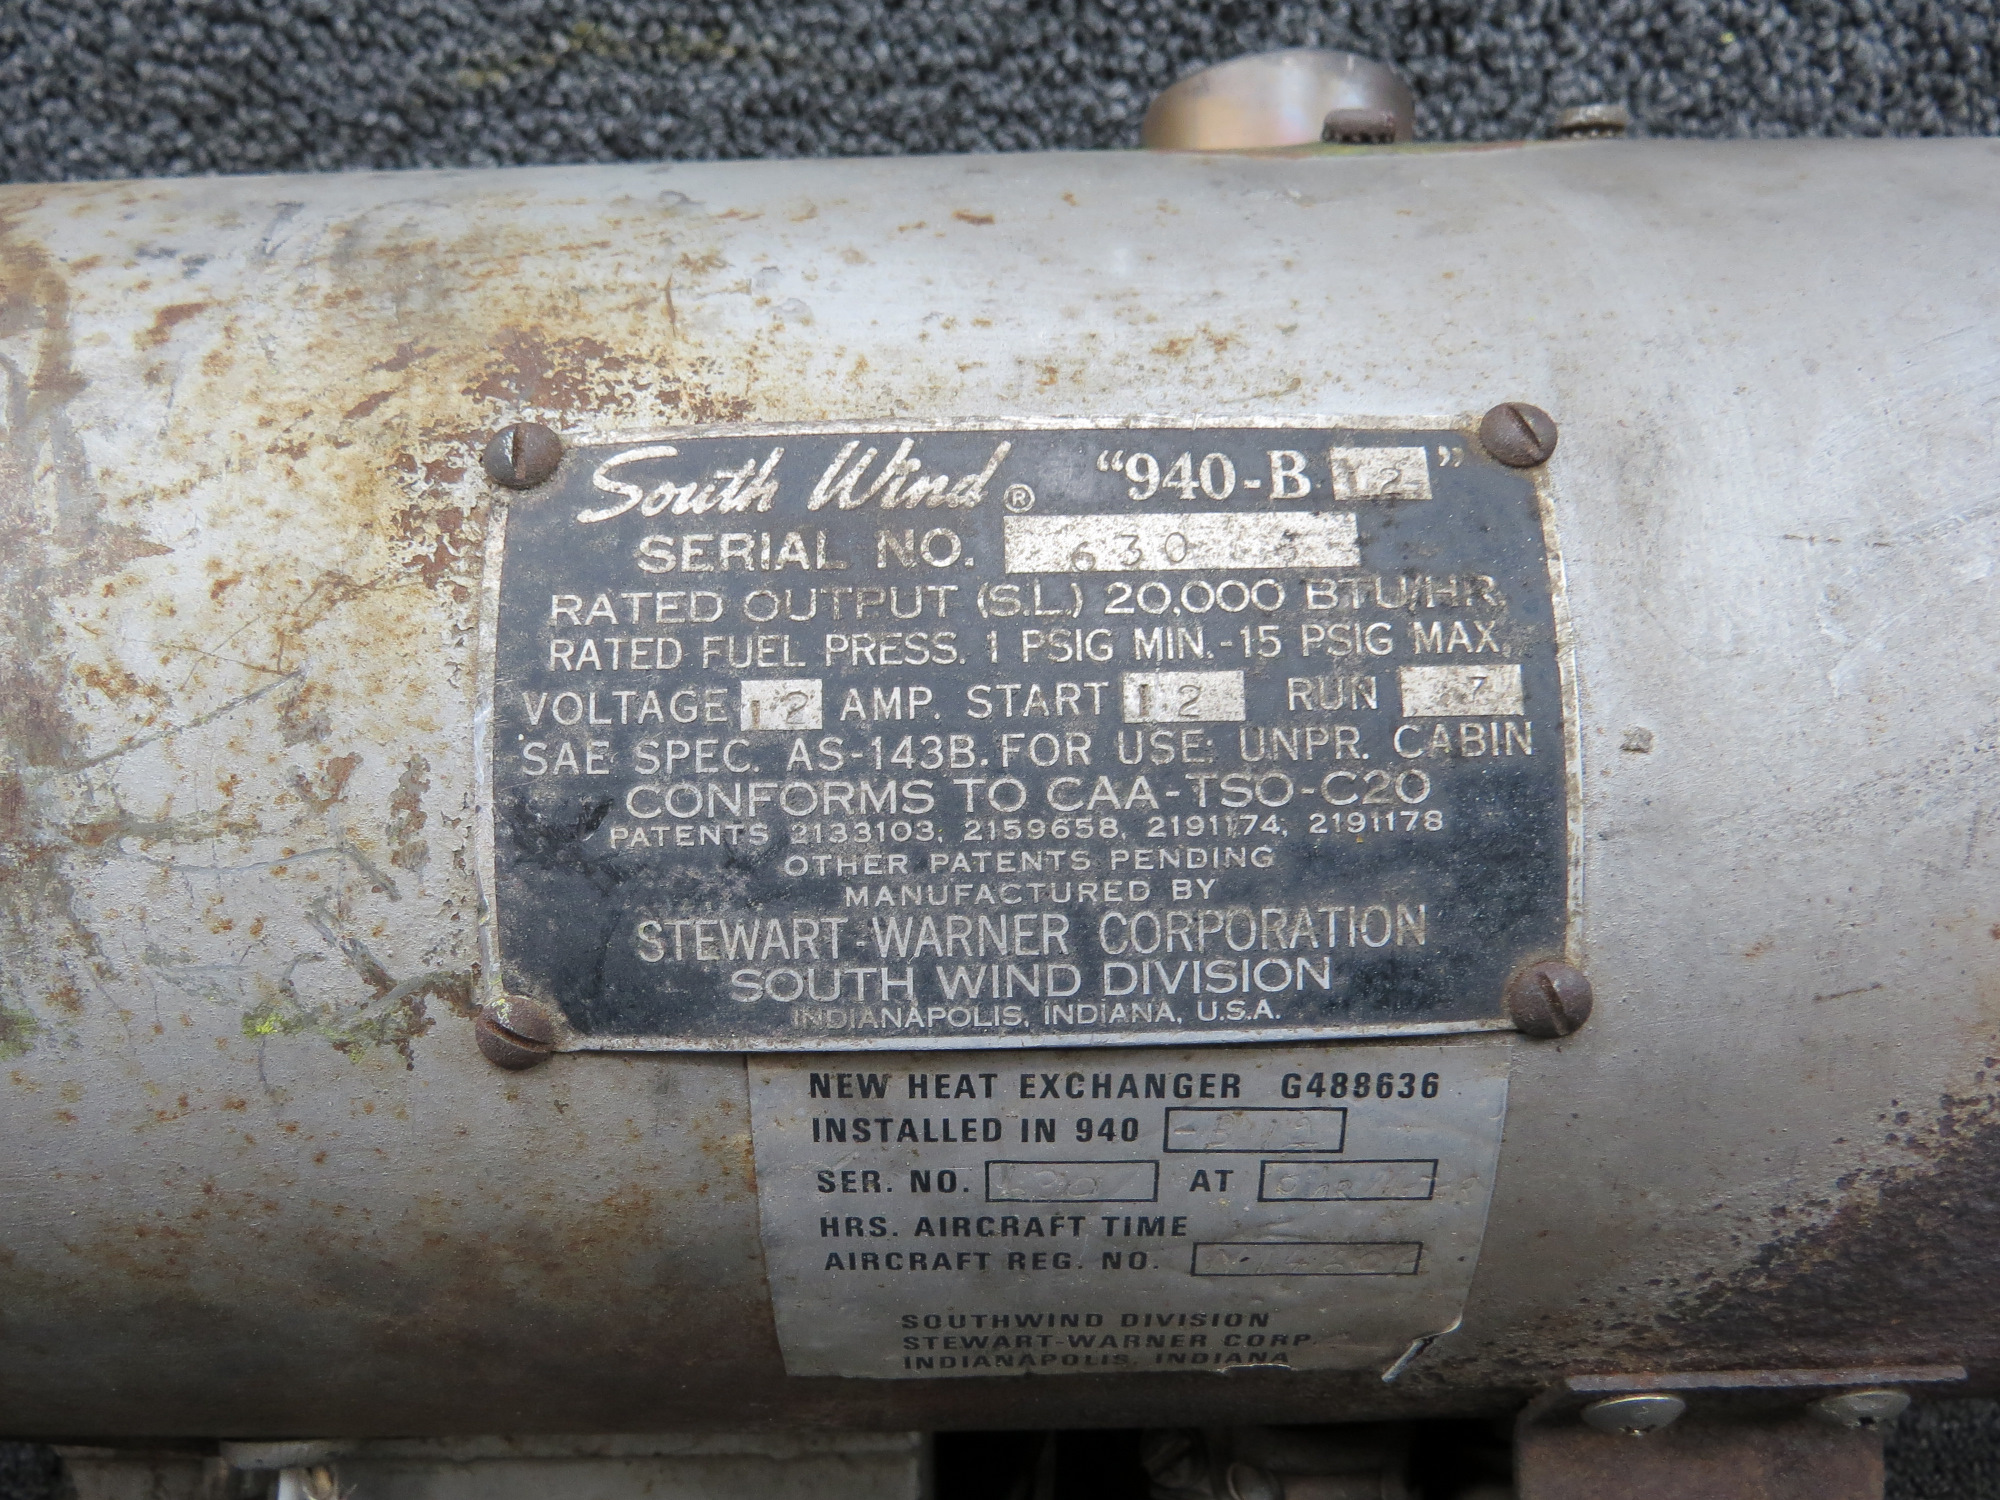 South Wind ® "940-B 12"
SERIAL NO.
RATED OUTPUT (S.L.) 20,000 BTU/HR.
RATED FUEL PRESS. 1 PSIG MIN.-15 PSIG MAX.
VOLTAGE 12 AMP. START 12 RUN 7
SAE SPEC. AS-143B. FOR USE: UNPR. CABIN
CONFORMS TO CAA-TSO-C20
PATENTS 2133103, 2159658, 2191174, 2191178
OTHER PATENTS PENDING
MANUFACTURED BY
STEWART-WARNER CORPORATION
SOUTH WIND DIVISION
INDIANAPOLIS, INDIANA, U.S.A.
NEW HEAT EXCHANGER G488636
INSTALLED IN 940 -B-12
SER. NO. AT
HRS. AIRCRAFT TIME
AIRCRAFT REG. NO.
SOUTHWIND DIVISION
STEWART-WARNER CORP.
INDIANAPOLIS, INDIANA